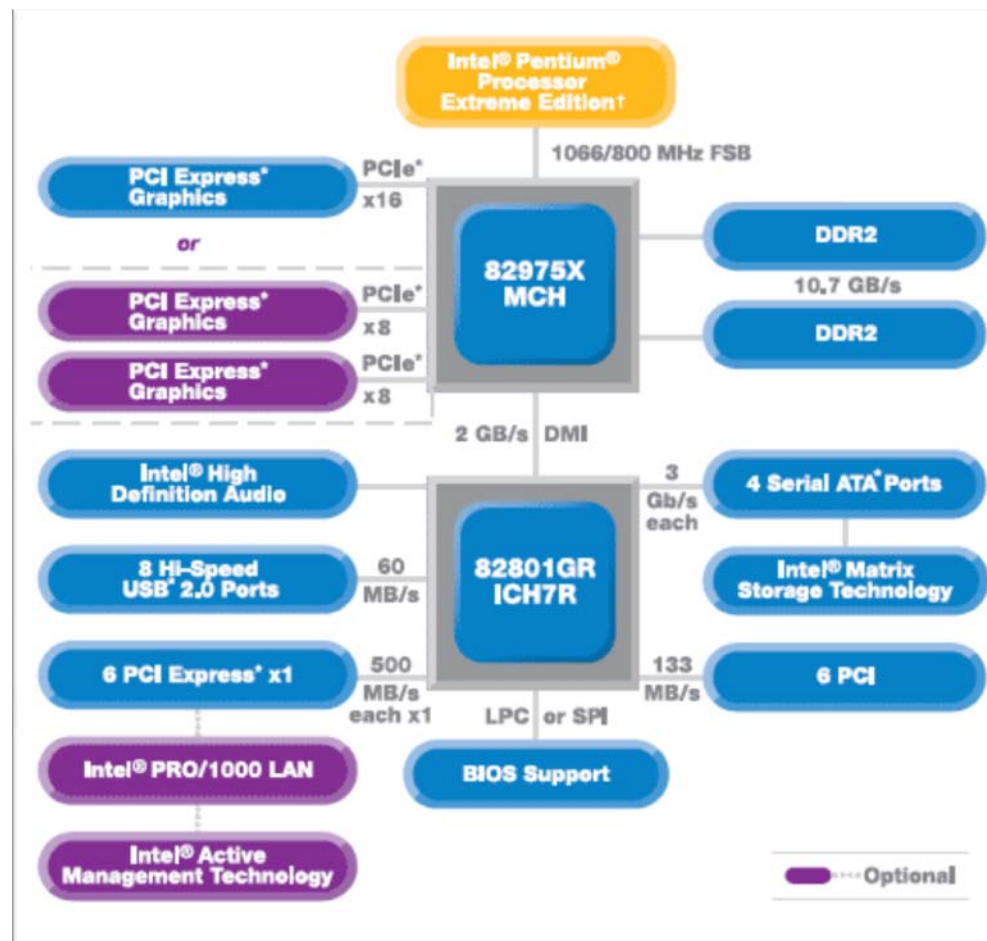 Intel® Pentium®
Processor
Extreme Edition†
1066/800 MHz FSB
PCI Express*
Graphics
PCIe*
x16
or
PCI Express*
Graphics
PCIe*
x8
PCI Express*
Graphics
PCIe*
x8
82975X
MCH
DDR2
10.7 GB/s
DDR2
2 GB/s DMI
Intel® High
Definition Audio
8 Hi-Speed
USB* 2.0 Ports
60
MB/s
6 PCI Express* x1
500
MB/s
each x1
82801GR
ICH7R
3
Gb/s
each
4 Serial ATA* Ports
Intel® Matrix
Storage Technology
133
MB/s
6 PCI
LPC or SPI
BIOS Support
Intel® PRO/1000 LAN
Intel® Active
Management Technology
Optional